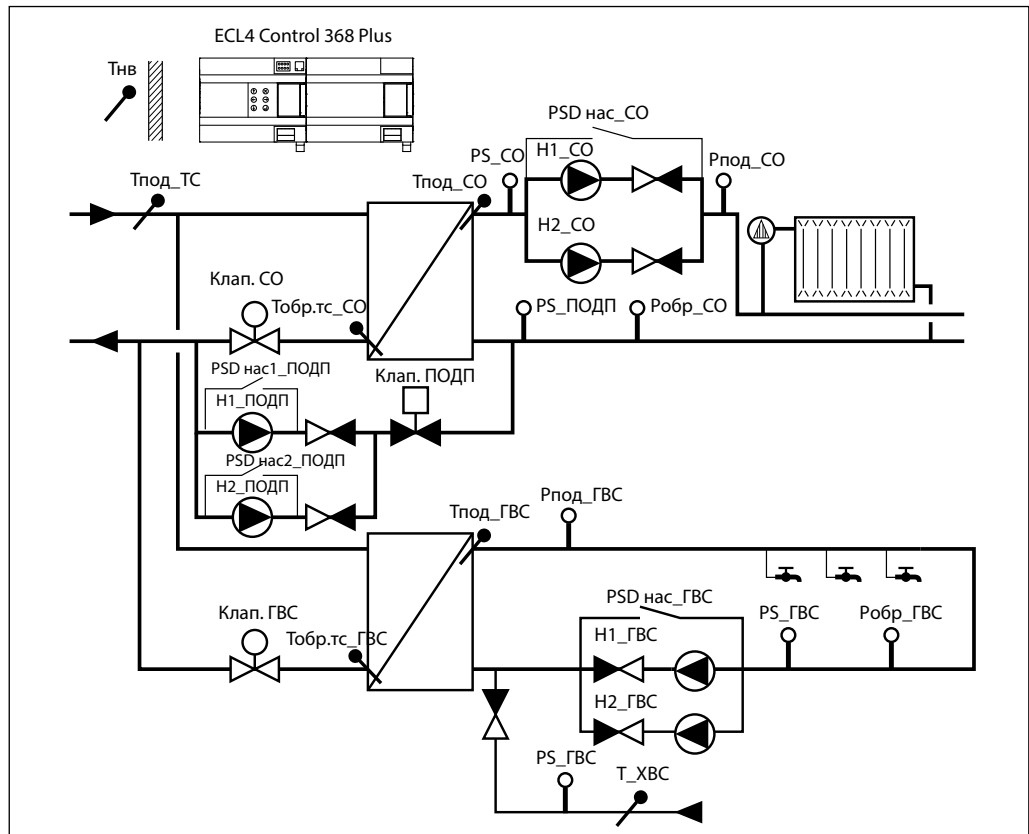 ECL4 Control 368 Plus
Тнв
PSD нас_СО
PS_СО
Н1_СО
Рпод_СО
Тпод_ТС
Тпод_СО
Н2_СО
Клап. СО
Тобр.тс_СО
PS_ПОДП
Робр_СО
PSD нас1_ПОДП
Клап. ПОДП
Н1_ПОДП
PSD нас2_ПОДП
Н2_ПОДП
Тпод_ГВС
Рпод_ГВС
Клап. ГВС
Тобр.тс_ГВС
PSD нас_ГВС
PS_ГВС
Робр_ГВС
Н1_ГВС
Н2_ГВС
PS_ГВС
Т_ХВС